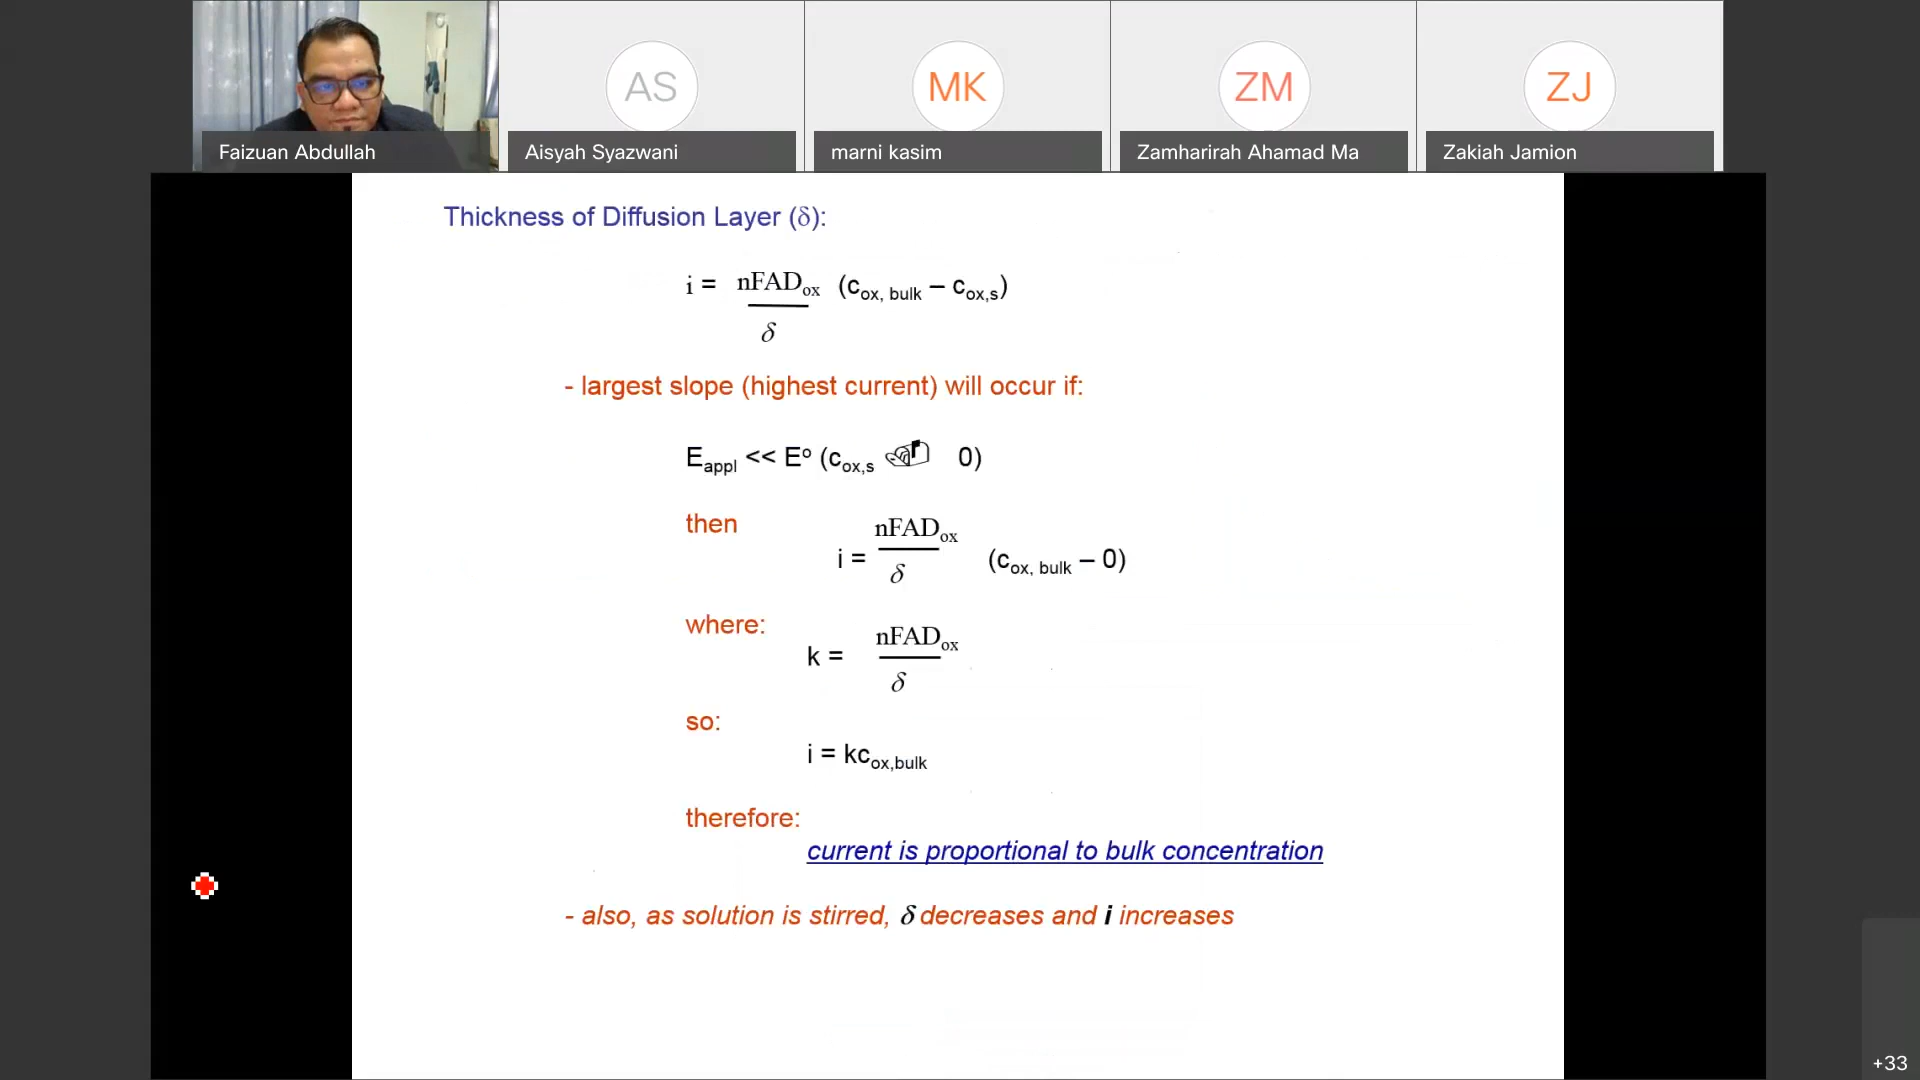 AS
MK
ZM
ZJ
Faizuan Abdullah
Aisyah Syazwani
marni kasim
Zamharirah Ahamad Ma
Zakiah Jamion
Thickness of Diffusion Layer (δ):
i = nFADox (cox, bulk – cox,s)
δ
- largest slope (highest current) will occur if:
Eappl << Eo (cox,s 0)
then
nFADox
i = (cox, bulk – 0)
δ
where:
nFADox
k =
δ
so:
i = kcox,bulk
therefore:
current is proportional to bulk concentration
- also, as solution is stirred, δ decreases and i increases
+33